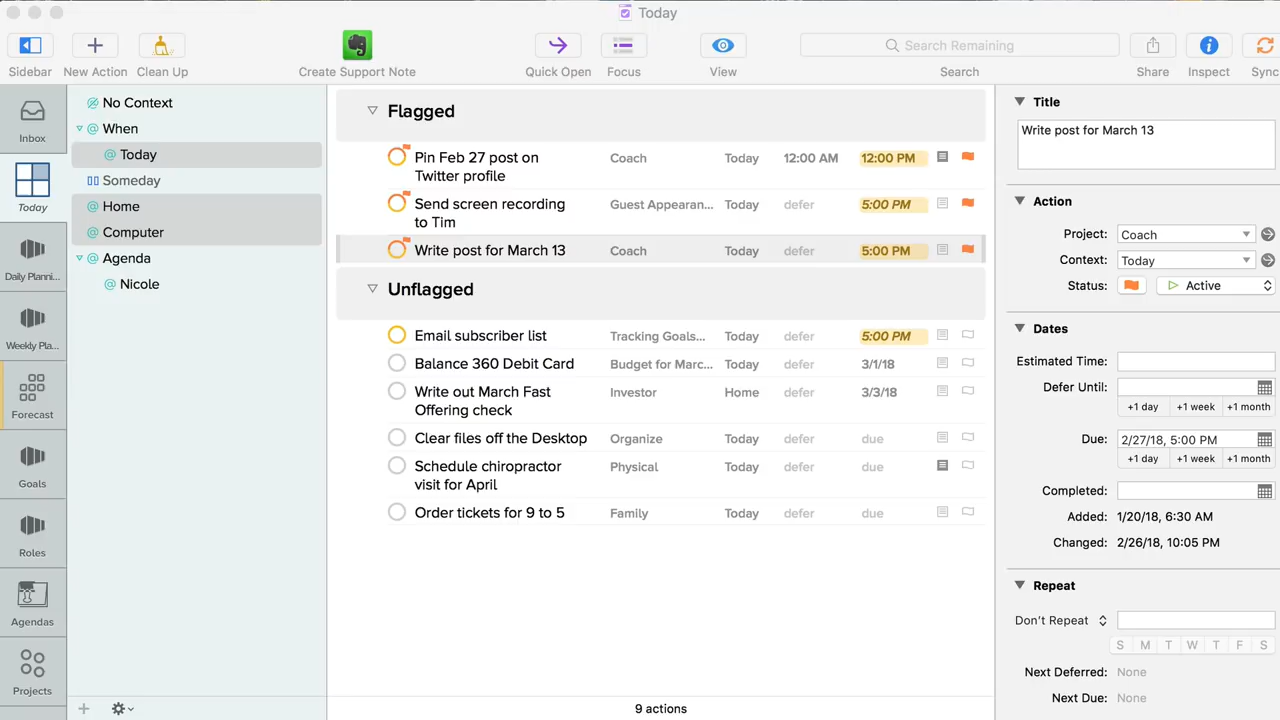 Today
Sidebar
New Action
Clean Up
Create Support Note
Quick Open
Focus
View
Search Remaining
Search
Share
Inspect
Sync
Inbox
Today
Daily Planni...
Weekly Pla...
Forecast
Goals
Roles
Agendas
Projects
No Context
@ When
@ Today
Someday
@ Home
@ Computer
@ Agenda
@ Nicole
Flagged
Pin Feb 27 post on
Twitter profile
Coach Today 12:00 AM 12:00 PM
Send screen recording
to Tim
Guest Appearan... Today defer 5:00 PM
Write post for March 13 Coach Today defer 5:00 PM
Unflagged
Email subscriber list Tracking Goals... Today defer 5:00 PM
Balance 360 Debit Card Budget for Marc... Today defer 3/1/18
Write out March Fast
Offering check
Investor Home defer 3/3/18
Clear files off the Desktop Organize Today defer due
Schedule chiropractor
visit for April
Physical Today defer due
Order tickets for 9 to 5 Family Today defer due
9 actions
Title
Write post for March 13
Action
Project: Coach
Context: Today
Status: Active
Dates
Estimated Time:
Defer Until:
+1 day +1 week +1 month
Due: 2/27/18, 5:00 PM
+1 day +1 week +1 month
Completed:
Added: 1/20/18, 6:30 AM
Changed: 2/26/18, 10:05 PM
Repeat
Don't Repeat
S M T W T F S
Next Deferred: None
Next Due: None